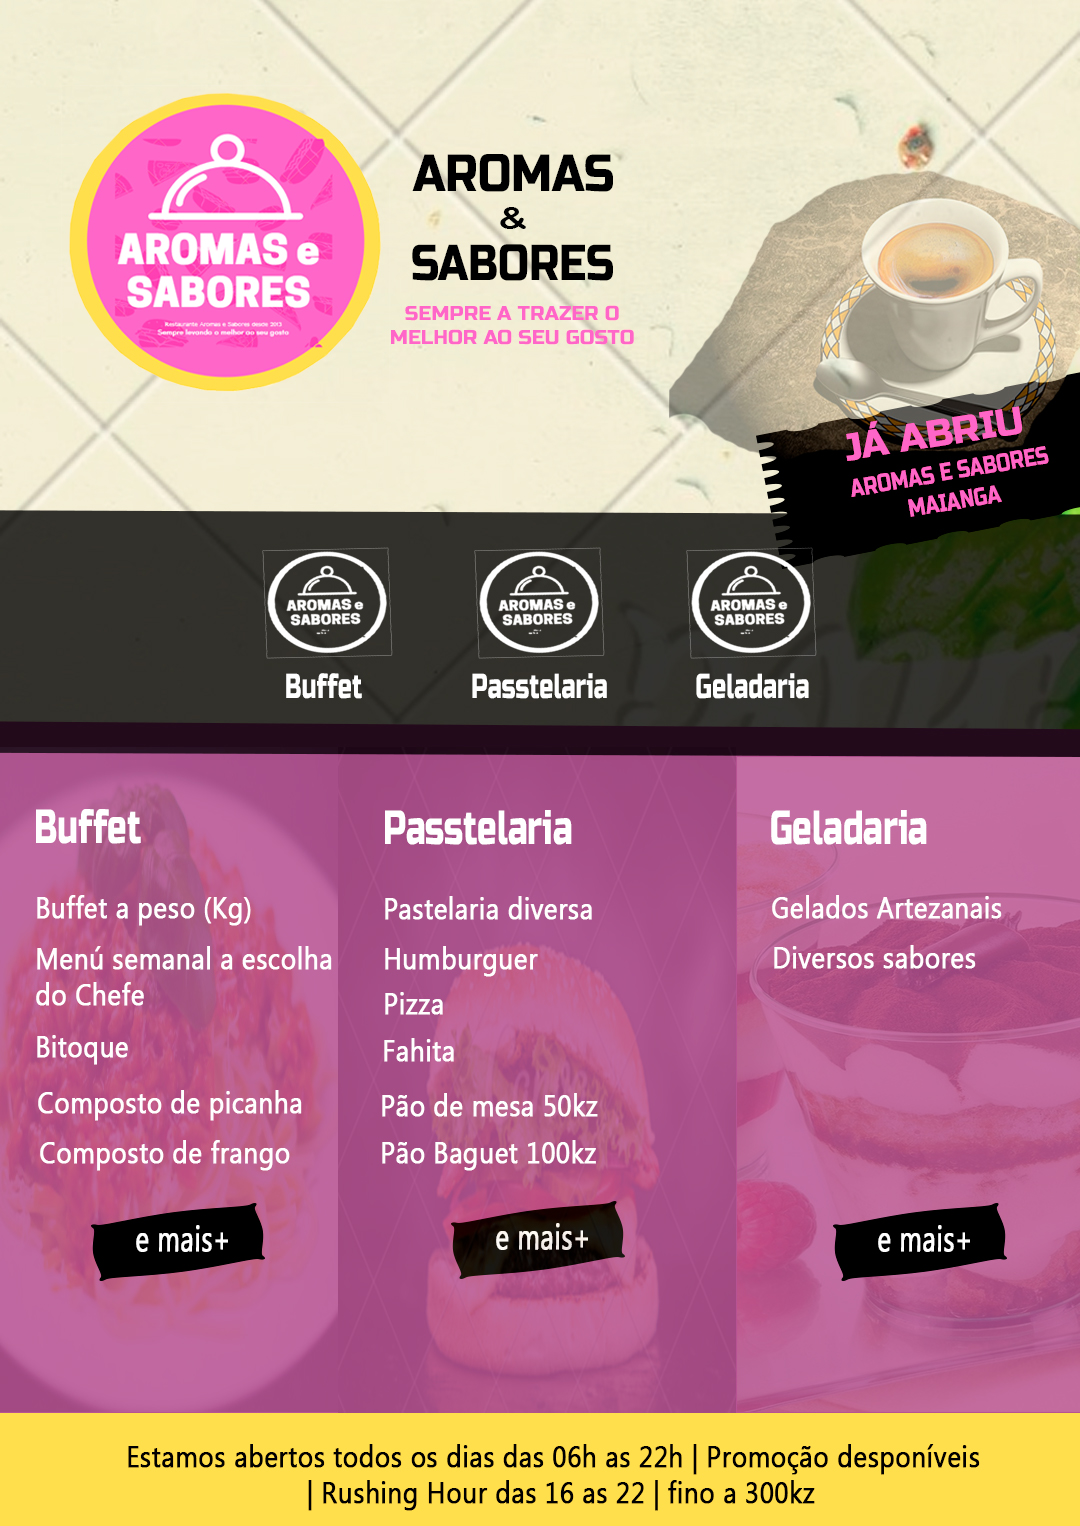 AROMAS e
SABORES
Restaurante Aromas e Sabores desde 2013
Sempre levando o melhor ao seu gosto
AROMAS
&
SABORES
SEMPRE A TRAZER O
MELHOR AO SEU GOSTO
JÁ ABRIU
AROMAS E SABORES
MAIANGA
AROMAS e
SABORES
Buffet
AROMAS e
SABORES
Passtelaria
AROMAS e
SABORES
Geladaria
Buffet
Buffet a peso (Kg)
Menú semanal a escolha
do Chefe
Bitoque
Composto de picanha
Composto de frango
e mais+
Passtelaria
Pastelaria diversa
Humburguer
Pizza
Fahita
Pão de mesa 50kz
Pão Baguet 100kz
e mais+
Geladaria
Gelados Artezanais
Diversos sabores
e mais+
Estamos abertos todos os dias das 06h as 22h | Promoção desponíveis
| Rushing Hour das 16 as 22 | fino a 300kz